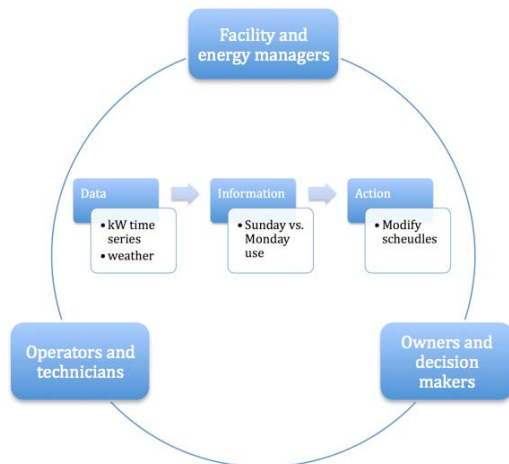 Facility and
energy managers
Data
• kW time
series
• weather
Information
• Sunday vs.
Monday
use
Action
• Modify
scheudles
Operators and
technicians
Owners and
decision
makers